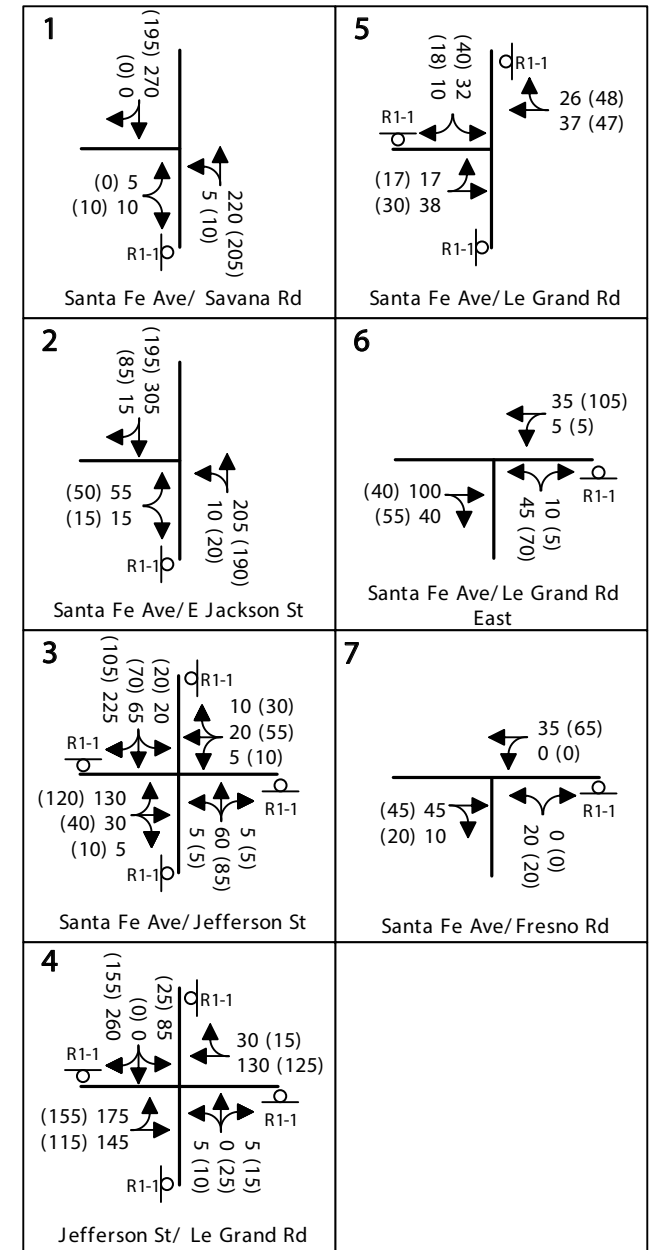 1
(195) 270
(0) 0
(0) 5
(10) 10
220 (205)
5 (10)
R1-1
Santa Fe Ave/ Savana Rd
2
(195) 305
(85) 15
(50) 55
(15) 15
205 (190)
10 (20)
R1-1
Santa Fe Ave/E Jackson St
3
(20) 20
(70) 65
(105) 225
R1-1
10 (30)
20 (55)
5 (10)
R1-1
(120) 130
(40) 30
(10) 5
R1-1
5 (5)
60 (85)
5 (5)
R1-1
Santa Fe Ave/Jefferson St
4
(25) 85
(0) 0
(155) 260
R1-1
30 (15)
130 (125)
R1-1
(155) 175
(115) 145
R1-1
5 (15)
0 (25)
5 (10)
R1-1
Jefferson St/ Le Grand Rd
5
(40) 32
(18) 10
R1-1
26 (48)
37 (47)
R1-1
(17) 17
(30) 38
R1-1
Santa Fe Ave/Le Grand Rd
6
35 (105)
5 (5)
(40) 100
(55) 40
R1-1
10 (5)
45 (70)
Santa Fe Ave/Le Grand Rd
East
7
35 (65)
0 (0)
(45) 45
(20) 10
R1-1
0 (0)
20 (20)
Santa Fe Ave/Fresno Rd